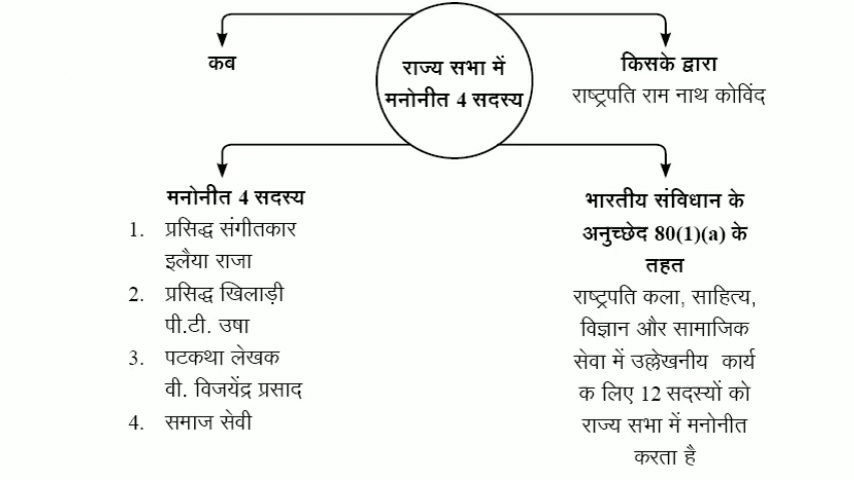 कब
राज्य सभा में
मनोनीत 4 सदस्य
किसके द्वारा
राष्ट्रपति राम नाथ कोविंद
मनोनीत 4 सदस्य
1. प्रसिद्ध संगीतकार
इलैया राजा
2. प्रसिद्ध खिलाड़ी
पी.टी. उषा
3. पटकथा लेखक
वी. विजयेंद्र प्रसाद
4. समाज सेवी
भारतीय संविधान के
अनुच्छेद 80(1)(a) के
तहत
राष्ट्रपति कला, साहित्य,
विज्ञान और सामाजिक
सेवा में उल्लेखनीय कार्य
क लिए 12 सदस्यों को
राज्य सभा में मनोनीत
करता है